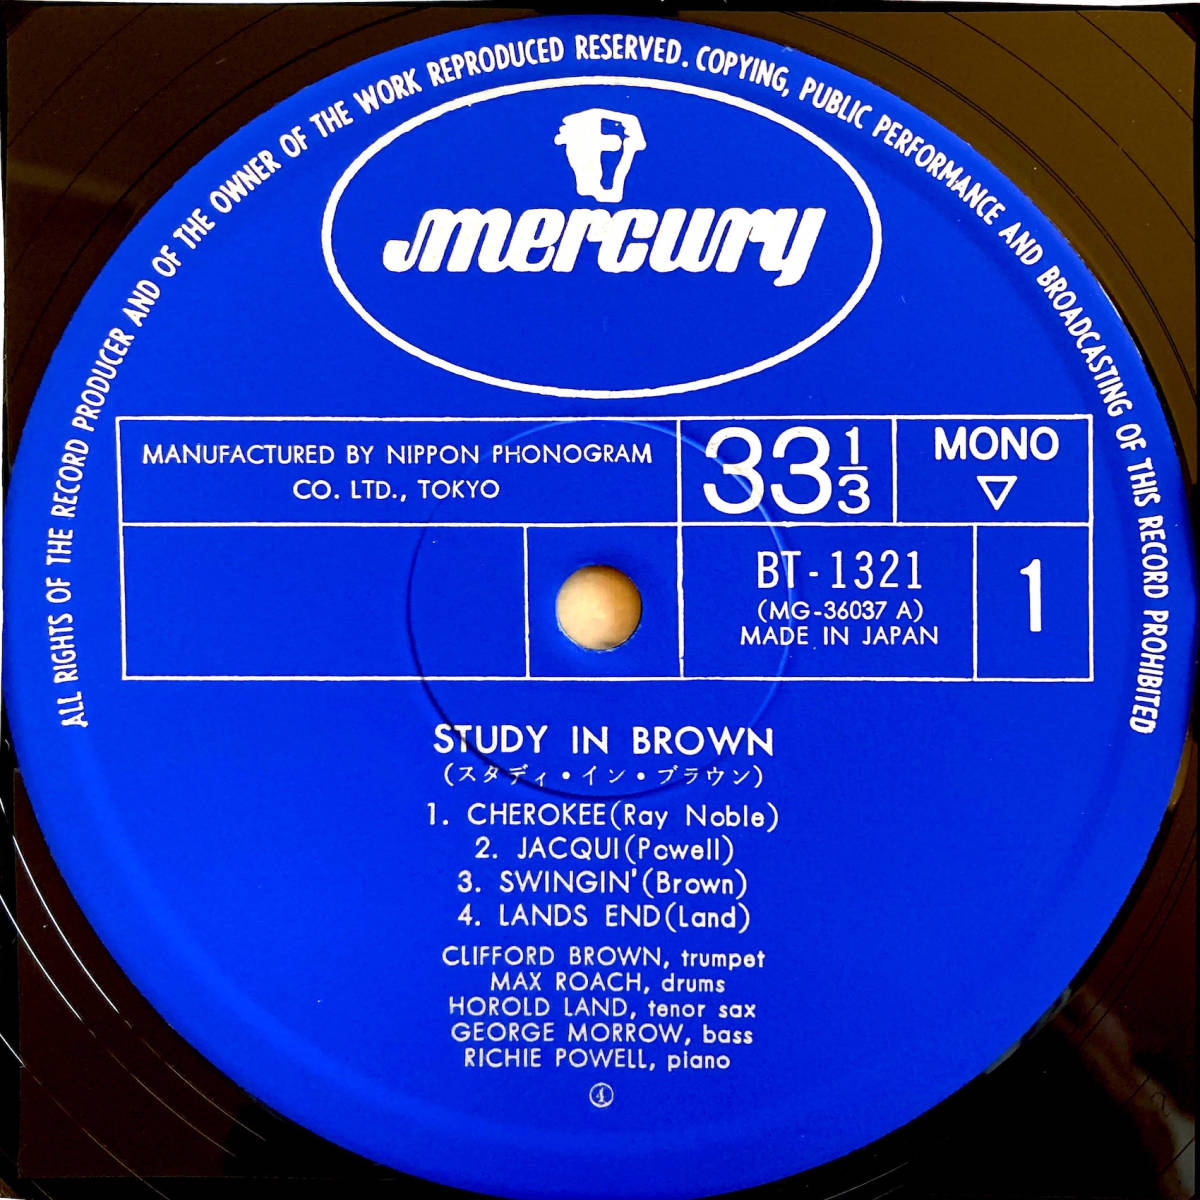 ALL RIGHTS OF THE RECORD PRODUCER AND OF THE OWNER OF THE WORK REPRODUCED RESERVED. COPYING, PUBLIC PERFORMANCE AND BROADCASTING OF THIS RECORD PROHIBITED
mercury
MANUFACTURED BY NIPPON PHONOGRAM
CO. LTD., TOKYO
33 1/3
MONO
▽
BT-1321
(MG-36037 A)
MADE IN JAPAN
1
STUDY IN BROWN
(スタディ・イン・ブラウン)
1. CHEROKEE (Ray Noble)
2. JACQUI (Powell)
3. SWINGIN' (Brown)
4. LANDS END (Land)
CLIFFORD BROWN, trumpet
MAX ROACH, drums
HOROLD LAND, tenor sax
GEORGE MORROW, bass
RICHIE POWELL, piano
④